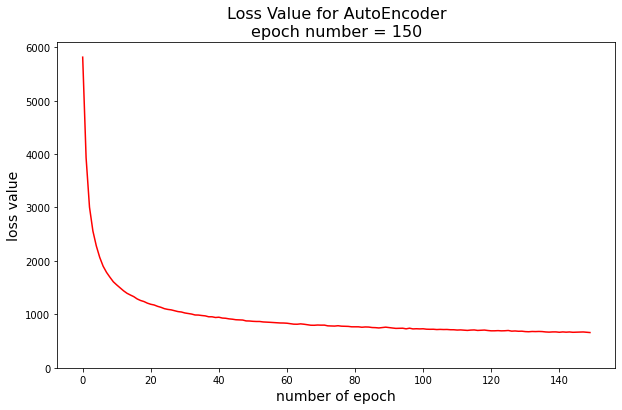 Loss Value for AutoEncoder
epoch number = 150
6000
5000
4000
3000
2000
1000
0
loss value
0 20 40 60 80 100 120 140
number of epoch